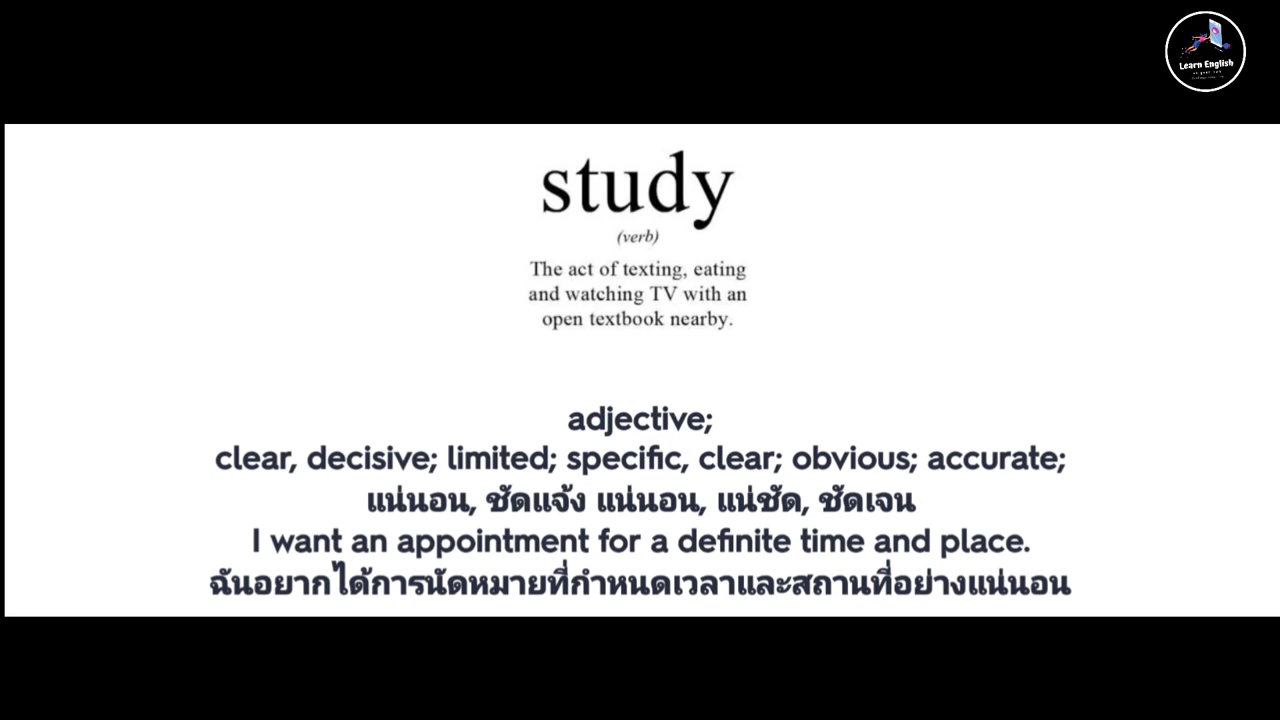 Learn English
study
(verb)
The act of texting, eating
and watching TV with an
open textbook nearby.
adjective;
clear, decisive; limited; specific, clear; obvious; accurate;
แน่นอน, ชัดแจ้ง แน่นอน, แน่ชัด, ชัดเจน
I want an appointment for a definite time and place.
ฉันอยากได้การนัดหมายที่กำหนดเวลาและสถานที่อย่างแน่นอน